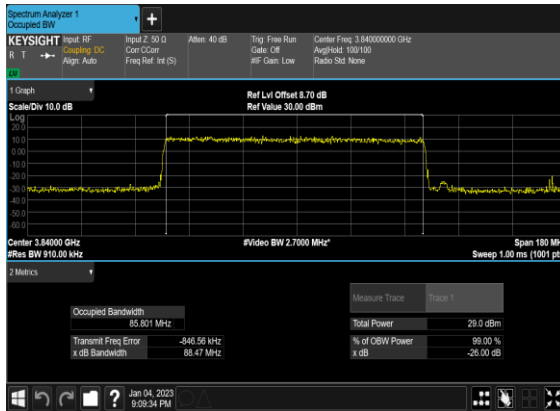 Spectrum Analyzer 1
Occupied BW
+
KEYSIGHT
R T
Input: RF
Coupling: DC
Align: Auto
Input Z: 50 Ω
Corr CCorr
Freq Ref: Int (S)
Atten: 40 dB
Trig: Free Run
Gate: Off
#IF Gain: Low
Center Freq: 3.840000000 GHz
Avg|Hold: 100/100
Radio Std: None
1 Graph
Scale/Div 10.0 dB
Ref Lvl Offset 8.70 dB
Ref Value 30.00 dBm
Log
20.0
10.0
0.00
-10.0
-20.0
-30.0
-40.0
-50.0
-60.0
Center 3.84000 GHz
#Res BW 910.00 kHz
#Video BW 2.7000 MHz*
Span 180 MH
Sweep 1.00 ms (1001 pt
2 Metrics
Measure Trace
Trace 1
Occupied Bandwidth
85.801 MHz
Total Power
29.0 dBm
Transmit Freq Error
-846.56 kHz
% of OBW Power
99.00 %
x dB Bandwidth
88.47 MHz
x dB
-26.00 dB
?
Jan 04, 2023
9:09:34 PM